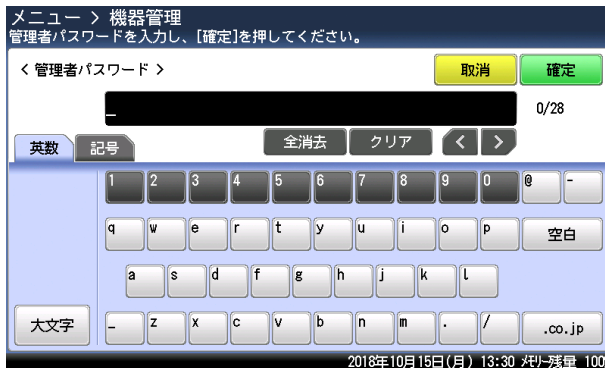 メニュー > 機器管理
管理者パスワードを入力し、[確定]を押してください。
< 管理者パスワード >
取消
確定
_
0/28
英数
記号
全消去
クリア
<
>
1 2 3 4 5 6 7 8 9 0 @ -
q w e r t y u i o p 空白
a s d f g h j k l
大文字 _ z x c v b n m . / .co.jp
2018年10月15日(月) 13:30 メモリー残量 100